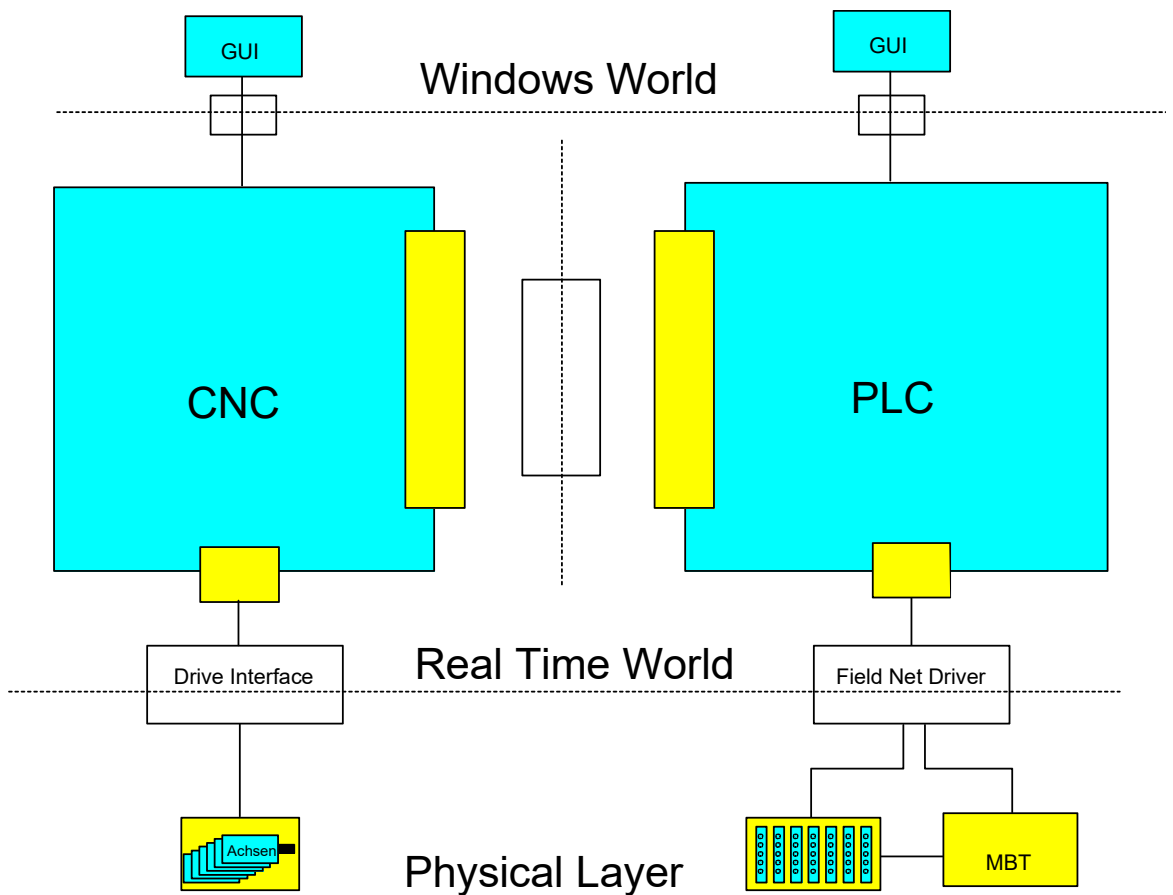 GUI
GUI
Windows World
CNC
PLC
Real Time World
Drive Interface
Field Net Driver
Achsen
MBT
Physical Layer